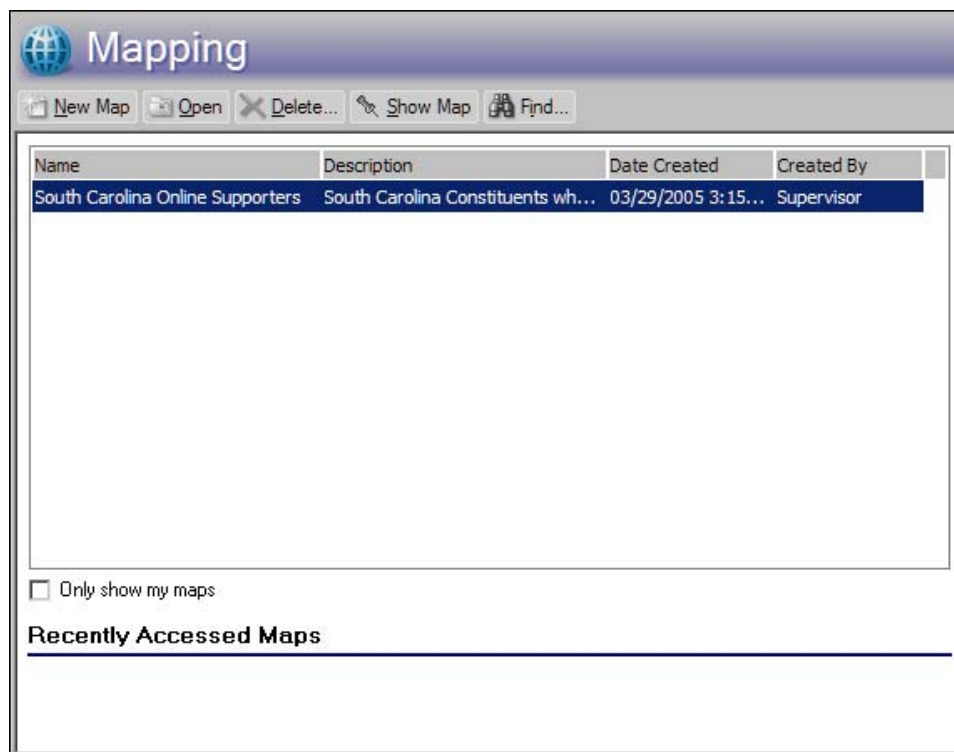 Mapping
New Map Open Delete... Show Map Find...
Name Description Date Created Created By
South Carolina Online Supporters South Carolina Constituents wh... 03/29/2005 3:15... Supervisor
Only show my maps
Recently Accessed Maps